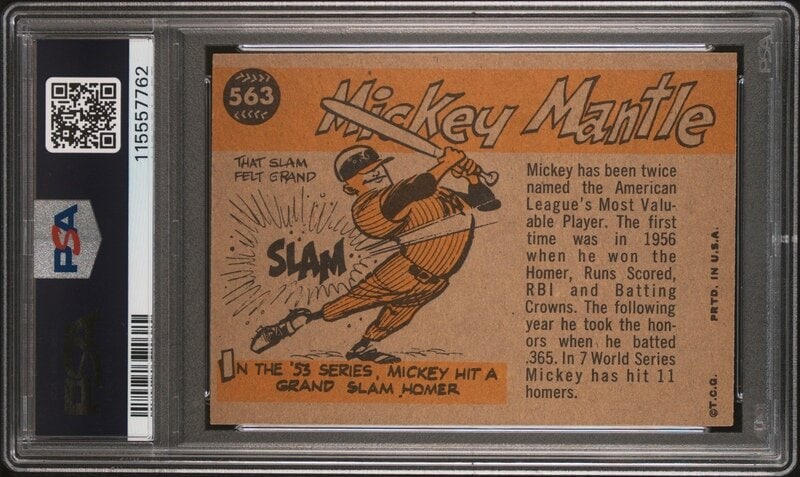 115557762
PSA
563
Mickey Mantle
THAT SLAM
FELT GRAND
SLAM
IN THE '53 SERIES, MICKEY HIT A
GRAND SLAM HOMER
Mickey has been twice
named the American
League's Most Valu-
able Player. The first
time was in 1956
when he won the
Homer, Runs Scored,
RBI and Batting
Crowns. The following
year he took the hon-
ors when he batted
.365. In 7 World Series
Mickey has hit 11
homers.
©T.C.G. PRTD. IN U.S.A.
PSA
PSA